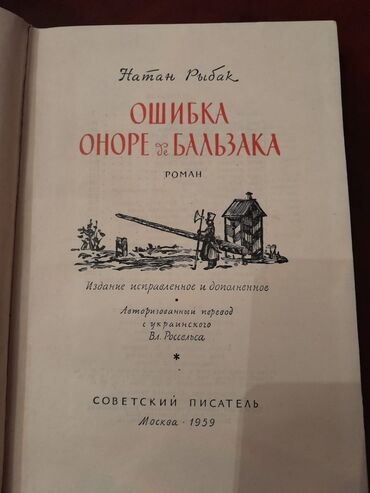 Натан Рыбак
ОШИБКА
ОНОРЕ де БАЛЬЗАКА
РОМАН
Издание исправленное и дополненное
•
Авторизованный перевод
с украинского
Вл. Россельса
*
СОВЕТСКИЙ ПИСАТЕЛЬ
Москва · 1959